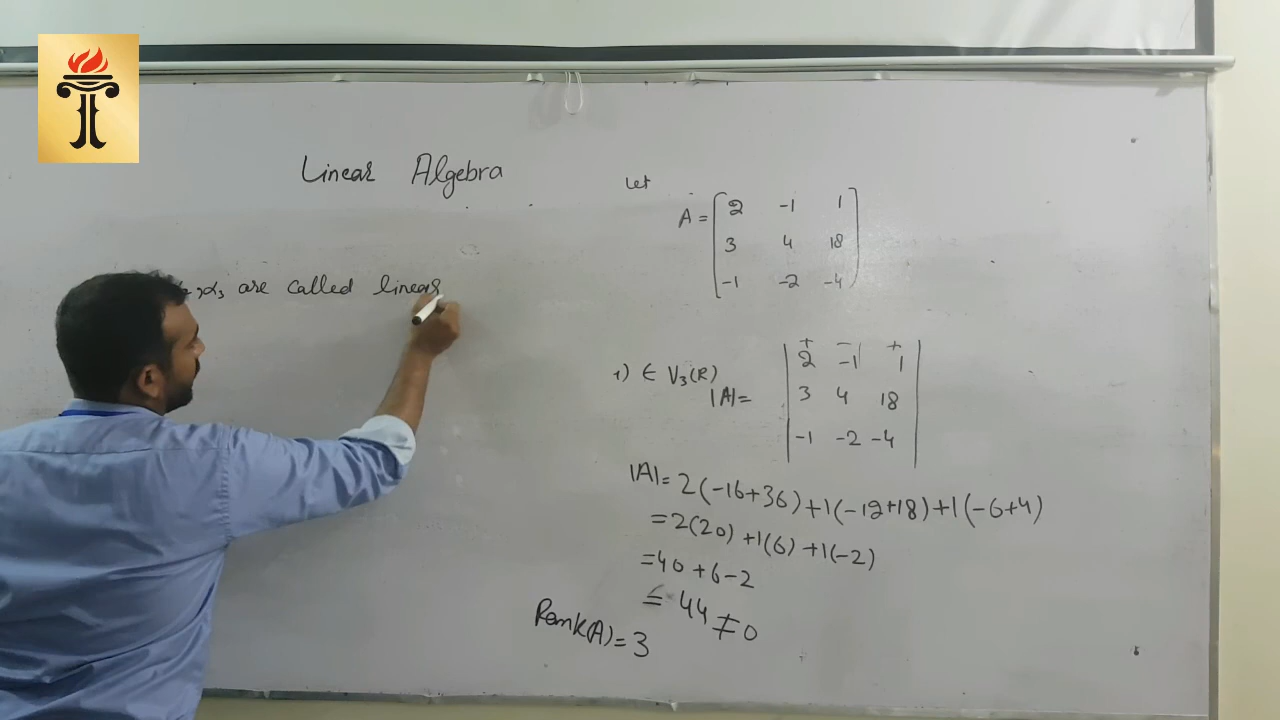 Linear Algebra
,α₃ are called linear
Let
A = [2 -1 1
3 4 18
-1 -2 -4]
1) ∈ V₃(R)
+ - +
|A| = |2 -1 1|
|3 4 18|
|-1 -2 -4|
|A| = 2(-16+36)+1(-12+18)+1(-6+4)
=2(20)+1(6)+1(-2)
=40+6-2
= 44 ≠ 0
Rank(A)=3